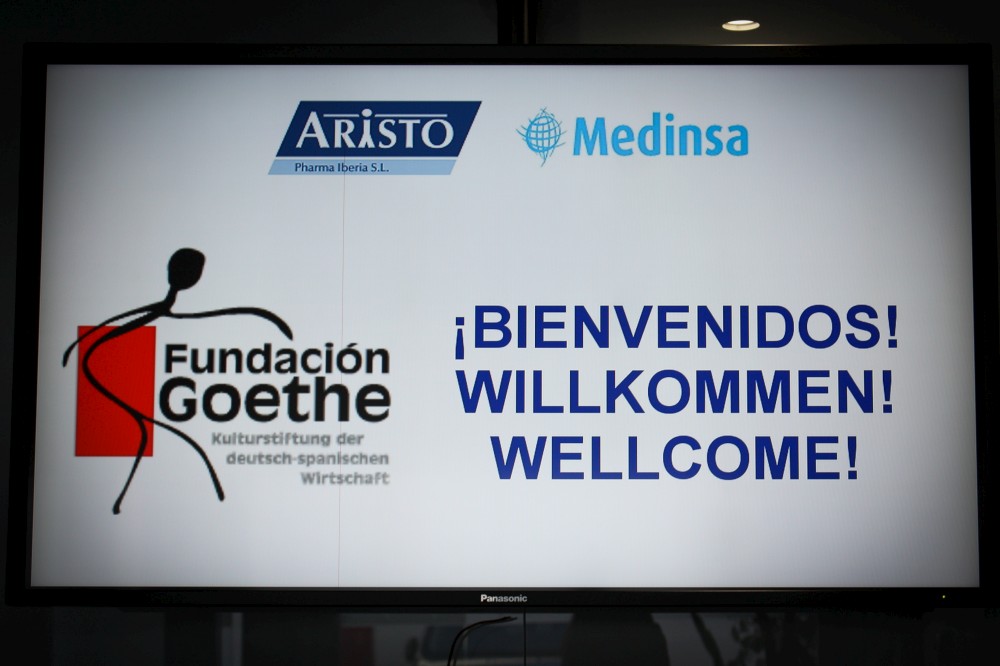 ARISTO
Pharma Iberia S.L.
Medinsa
Fundación
Goethe
Kulturstiftung der
deutsch-spanischen
Wirtschaft
¡BIENVENIDOS!
WILLKOMMEN!
WELLCOME!
Panasonic